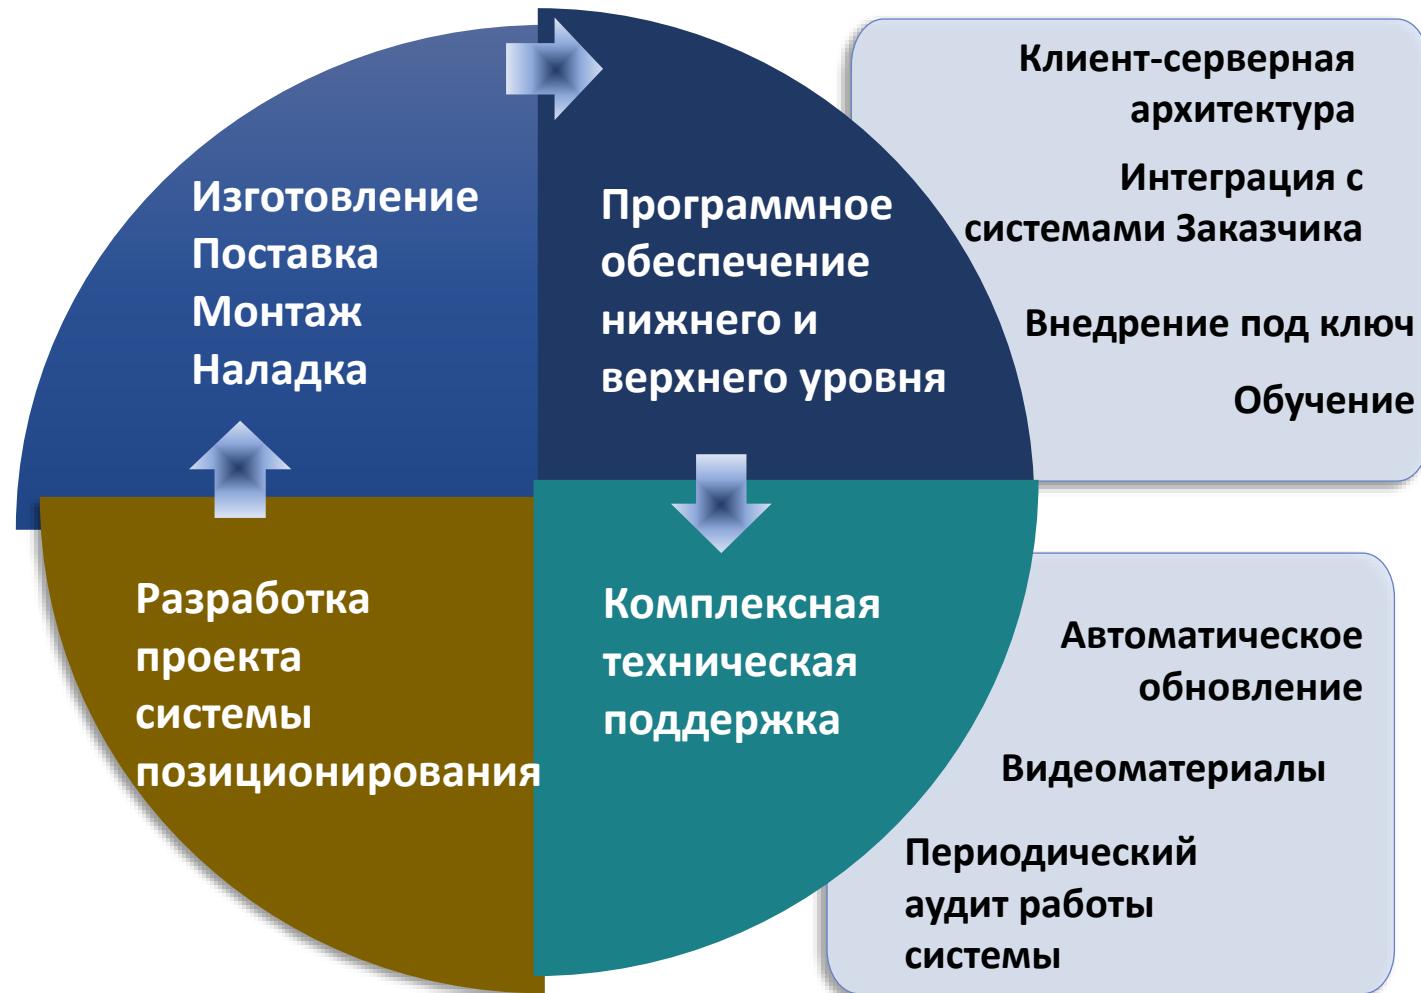 Изготовление
Поставка
Монтаж
Наладка
Программное
обеспечение
нижнего и
верхнего уровня
Клиент-серверная
архитектура
Интеграция с
системами Заказчика
Внедрение под ключ
Обучение
Разработка
проекта
системы
позиционирования
Комплексная
техническая
поддержка
Автоматическое
обновление
Видеоматериалы
Периодический
аудит работы
системы